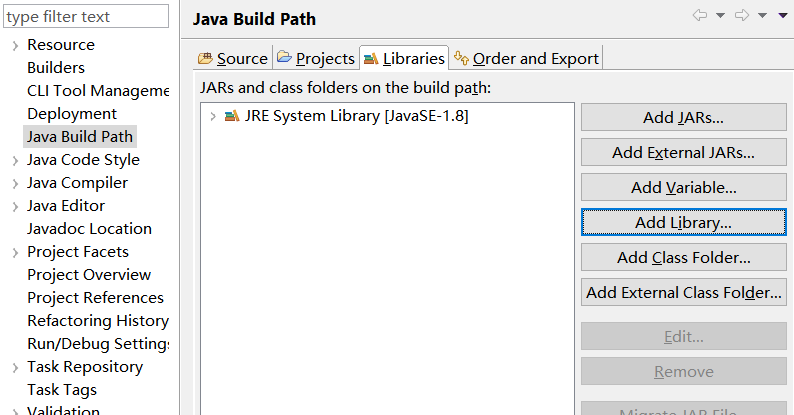 type filter text
Resource
Builders
CLI Tool Manageme
Deployment
Java Build Path
Java Code Style
Java Compiler
Java Editor
Javadoc Location
Project Facets
Project Overview
Project References
Refactoring History
Run/Debug Settings
Task Repository
Task Tags
Validation
Java Build Path
Source Projects Libraries Order and Export
JARs and class folders on the build path:
JRE System Library [JavaSE-1.8]
Add JARs...
Add External JARs...
Add Variable...
Add Library...
Add Class Folder...
Add External Class Folder...
Edit...
Remove
Migrate JAR File...